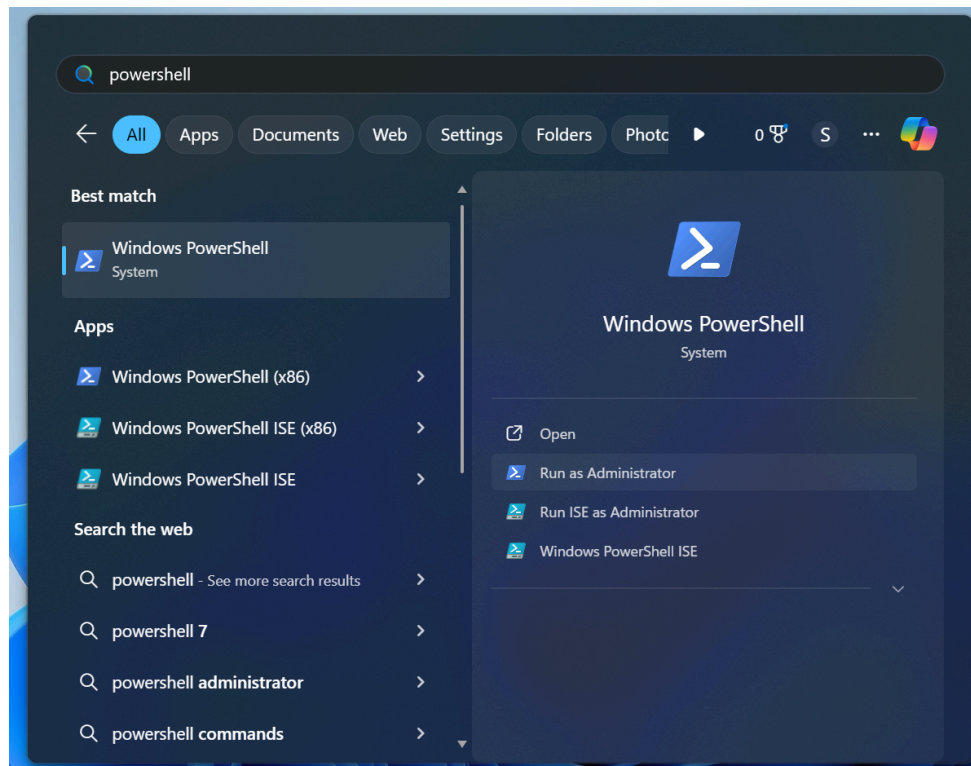 powershell
All Apps Documents Web Settings Folders Photo 0 S ...
Best match
Windows PowerShell
System
Apps
Windows PowerShell (x86)
Windows PowerShell ISE (x86)
Windows PowerShell ISE
Search the web
powershell - See more search results
powershell 7
powershell administrator
powershell commands
Windows PowerShell
System
Open
Run as Administrator
Run ISE as Administrator
Windows PowerShell ISE